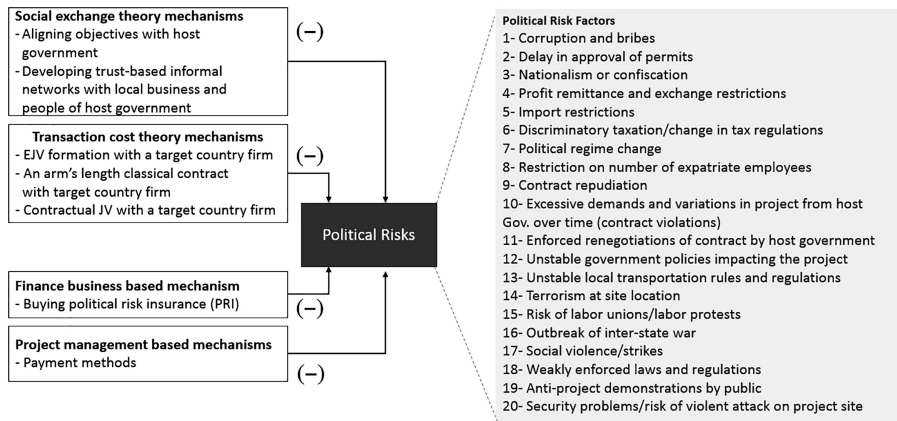 Social exchange theory mechanisms
- Aligning objectives with host
government
- Developing trust-based informal
networks with local business and
people of host government
(–)
Transaction cost theory mechanisms
- EJV formation with a target country firm
- An arm's length classical contract
with target country firm
- Contractual JV with a target country firm
(–)
Political Risks
Finance business based mechanism
- Buying political risk insurance (PRI)
(–)
Project management based mechanisms
- Payment methods
(–)
Political Risk Factors
1- Corruption and bribes
2- Delay in approval of permits
3- Nationalism or confiscation
4- Profit remittance and exchange restrictions
5- Import restrictions
6- Discriminatory taxation/change in tax regulations
7- Political regime change
8- Restriction on number of expatriate employees
9- Contract repudiation
10- Excessive demands and variations in project from host
Gov. over time (contract violations)
11- Enforced renegotiations of contract by host government
12- Unstable government policies impacting the project
13- Unstable local transportation rules and regulations
14- Terrorism at site location
15- Risk of labor unions/labor protests
16- Outbreak of inter-state war
17- Social violence/strikes
18- Weakly enforced laws and regulations
19- Anti-project demonstrations by public
20- Security problems/risk of violent attack on project site